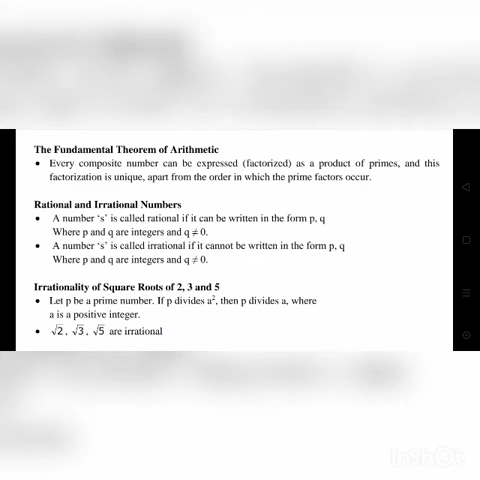 The Fundamental Theorem of Arithmetic
• Every composite number can be expressed (factorized) as a product of primes, and this
factorization is unique, apart from the order in which the prime factors occur.
Rational and Irrational Numbers
• A number ‘s’ is called rational if it can be written in the form p, q
Where p and q are integers and q ≠ 0.
• A number ‘s’ is called irrational if it cannot be written in the form p, q
Where p and q are integers and q ≠ 0.
Irrationality of Square Roots of 2, 3 and 5
• Let p be a prime number. If p divides a², then p divides a, where
a is a positive integer.
• √2, √3, √5 are irrational
InShOt